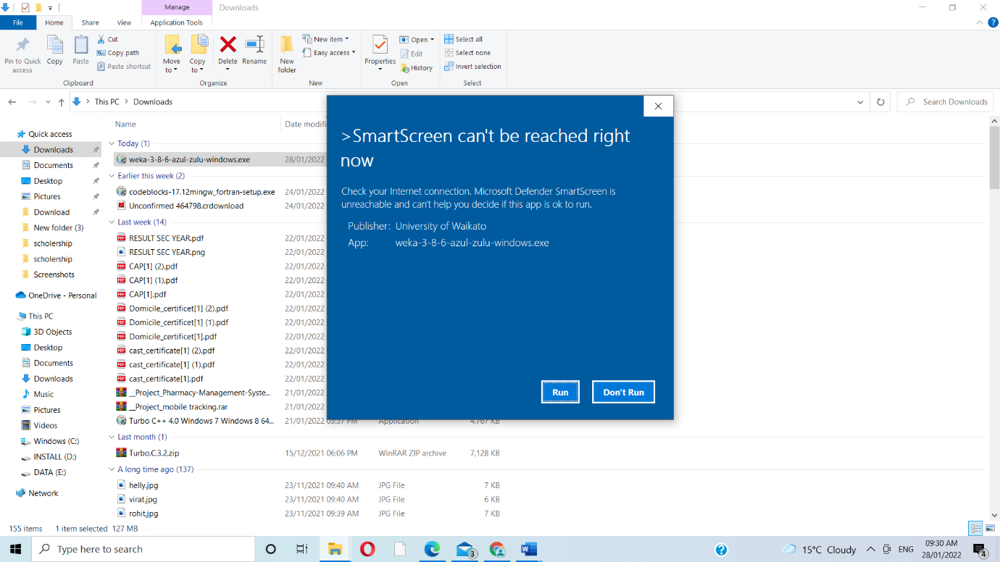 Manage
Downloads
File
Home
Share
View
Application Tools
Pin to Quick access
Copy
Paste
Cut
Copy path
Paste shortcut
Clipboard
Move to
Copy to
Delete
Rename
Organize
New folder
New item
Easy access
New
Properties
Open
Edit
History
Open
Select all
Select none
Invert selection
Select
This PC
Downloads
Search Downloads
Quick access
Downloads
Documents
Desktop
Pictures
Download
New folder (3)
scholership
scholership
Screenshots
OneDrive - Personal
This PC
3D Objects
Desktop
Documents
Downloads
Music
Pictures
Videos
Windows (C:)
INSTALL (D:)
DATA (E:)
Network
Name
Date modifi
Today (1)
weka-3-8-6-azul-zulu-windows.exe 28/01/2022
Earlier this week (2)
codeblocks-17.12mingw_fortran-setup.exe 24/01/2022
Unconfirmed 464798.crdownload 24/01/2022
Last week (14)
RESULT SEC YEAR.pdf 22/01/2022
RESULT SEC YEAR.png 22/01/2022
CAP[1] (2).pdf 22/01/2022
CAP[1] (1).pdf 22/01/2022
CAP[1].pdf 22/01/2022
Domicile_certificet[1] (2).pdf 22/01/2022
Domicile_certificet[1] (1).pdf 22/01/2022
Domicile_certificet[1].pdf 22/01/2022
cast_certificate[1] (2).pdf 22/01/2022
cast_certificate[1] (1).pdf 22/01/2022
cast_certificate[1].pdf 22/01/2022
__Project_Pharmacy-Management-Syste... 21/01/2022
__Project_mobile tracking.rar 21/01/2022
Turbo C++ 4.0 Windows 7 Windows 8 64... 21/01/2022 03:37 PM Application 4,767 KB
Last month (1)
Turbo.C.3.2.zip 15/12/2021 06:06 PM WinRAR ZIP archive 7,128 KB
A long time ago (137)
helly.jpg 23/11/2021 09:40 AM JPG File 7 KB
virat.jpg 23/11/2021 09:40 AM JPG File 6 KB
rohit.jpg 23/11/2021 09:39 AM JPG File 7 KB
>SmartScreen can't be reached right
now
Check your Internet connection. Microsoft Defender SmartScreen is
unreachable and can't help you decide if this app is ok to run.
Publisher: University of Waikato
App: weka-3-8-6-azul-zulu-windows.exe
Run
Don't Run
155 items 1 item selected 127 MB
Type here to search
3
15°C Cloudy
ENG
09:30 AM
28/01/2022
4